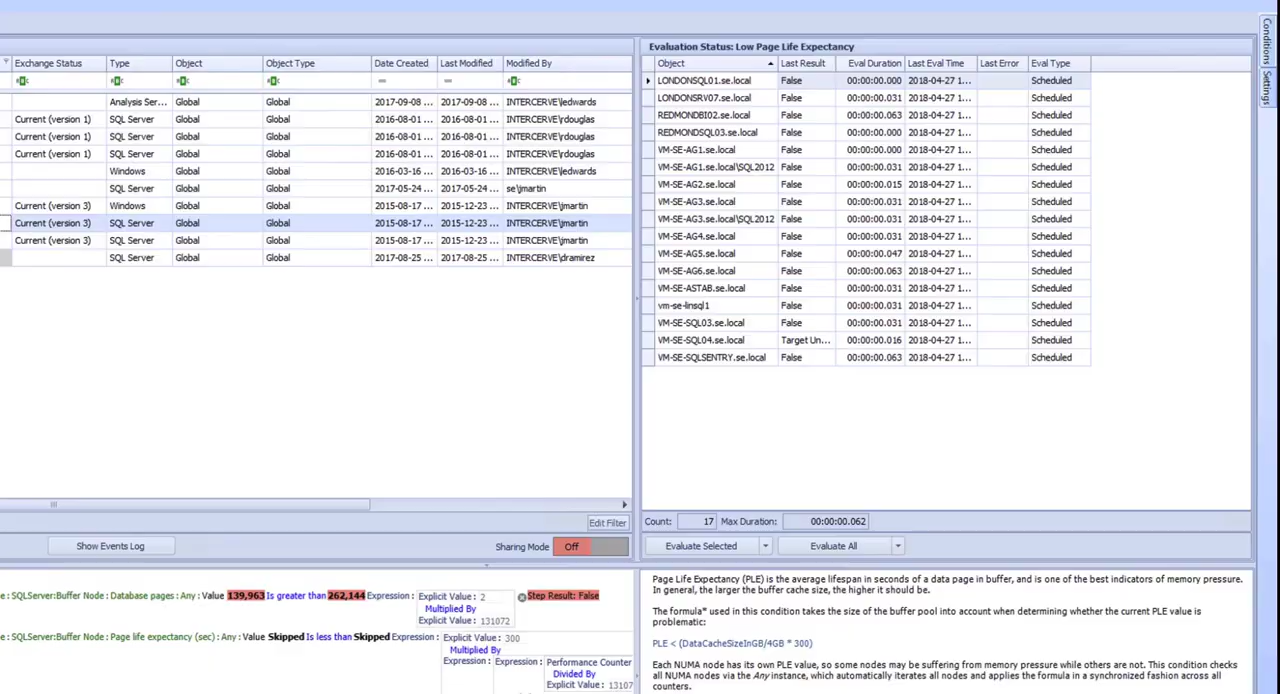 Conditions
Settings
Exchange Status Type Object Object Type Date Created Last Modified Modified By
Analysis Ser... Global Global 2017-09-08 ... 2017-09-08 ... INTERCERVE\ledwards
Current (version 1) SQL Server Global Global 2016-08-01 ... 2016-08-01 ... INTERCERVE\rdouglas
Current (version 1) SQL Server Global Global 2016-08-01 ... 2016-08-01 ... INTERCERVE\rdouglas
Current (version 1) SQL Server Global Global 2016-08-01 ... 2016-08-01 ... INTERCERVE\rdouglas
Windows Global Global 2016-03-16 ... 2016-03-16 ... INTERCERVE\ledwards
SQL Server Global Global 2017-05-24 ... 2017-05-24 ... se\jmartin
Current (version 3) Windows Global Global 2015-08-17 ... 2015-12-23 ... INTERCERVE\jmartin
Current (version 3) SQL Server Global Global 2015-08-17 ... 2015-12-23 ... INTERCERVE\jmartin
Current (version 3) SQL Server Global Global 2015-08-17 ... 2015-12-23 ... INTERCERVE\jmartin
SQL Server Global Global 2017-08-25 ... 2017-08-25 ... INTERCERVE\dramirez
Edit Filter
Show Events Log
Sharing Mode Off
Evaluation Status: Low Page Life Expectancy
Object Last Result Eval Duration Last Eval Time Last Error Eval Type
LONDONSQL01.se.local False 00:00:00.000 2018-04-27 1... Scheduled
LONDONSRV07.se.local False 00:00:00.031 2018-04-27 1... Scheduled
REDMONDBI02.se.local False 00:00:00.063 2018-04-27 1... Scheduled
REDMONDSQL03.se.local False 00:00:00.000 2018-04-27 1... Scheduled
VM-SE-AG1.se.local False 00:00:00.000 2018-04-27 1... Scheduled
VM-SE-AG1.se.local\SQL2012 False 00:00:00.031 2018-04-27 1... Scheduled
VM-SE-AG2.se.local False 00:00:00.015 2018-04-27 1... Scheduled
VM-SE-AG3.se.local False 00:00:00.031 2018-04-27 1... Scheduled
VM-SE-AG3.se.local\SQL2012 False 00:00:00.031 2018-04-27 1... Scheduled
VM-SE-AG4.se.local False 00:00:00.031 2018-04-27 1... Scheduled
VM-SE-AG5.se.local False 00:00:00.047 2018-04-27 1... Scheduled
VM-SE-AG6.se.local False 00:00:00.063 2018-04-27 1... Scheduled
VM-SE-ASTAB.se.local False 00:00:00.031 2018-04-27 1... Scheduled
vm-se-linsql1 False 00:00:00.031 2018-04-27 1... Scheduled
VM-SE-SQL03.se.local False 00:00:00.031 2018-04-27 1... Scheduled
VM-SE-SQL04.se.local Target Un... 00:00:00.016 2018-04-27 1... Scheduled
VM-SE-SQLSENTRY.se.local False 00:00:00.063 2018-04-27 1... Scheduled
Count: 17 Max Duration: 00:00:00.062
Evaluate Selected Evaluate All
e : SQLServer:Buffer Node : Database pages : Any : Value 139,963 Is greater than 262,144 Expression : Explicit Value : 2 Step Result: False
Multiplied By
Explicit Value : 131072
e : SQLServer:Buffer Node : Page life expectancy (sec) : Any : Value Skipped Is less than Skipped Expression : Explicit Value : 300
Multiplied By
Expression : Expression : Performance Counter
Divided By
Explicit Value : 13107
Page Life Expectancy (PLE) is the average lifespan in seconds of a data page in buffer, and is one of the best indicators of memory pressure.
In general, the larger the buffer cache size, the higher it should be.
The formula* used in this condition takes the size of the buffer pool into account when determining whether the current PLE value is
problematic:
PLE < (DataCacheSizeInGB/4GB * 300)
Each NUMA node has its own PLE value, so some nodes may be suffering from memory pressure while others are not. This condition checks
all NUMA nodes via the Any instance, which automatically iterates all nodes and applies the formula in a synchronized fashion across all
counters.